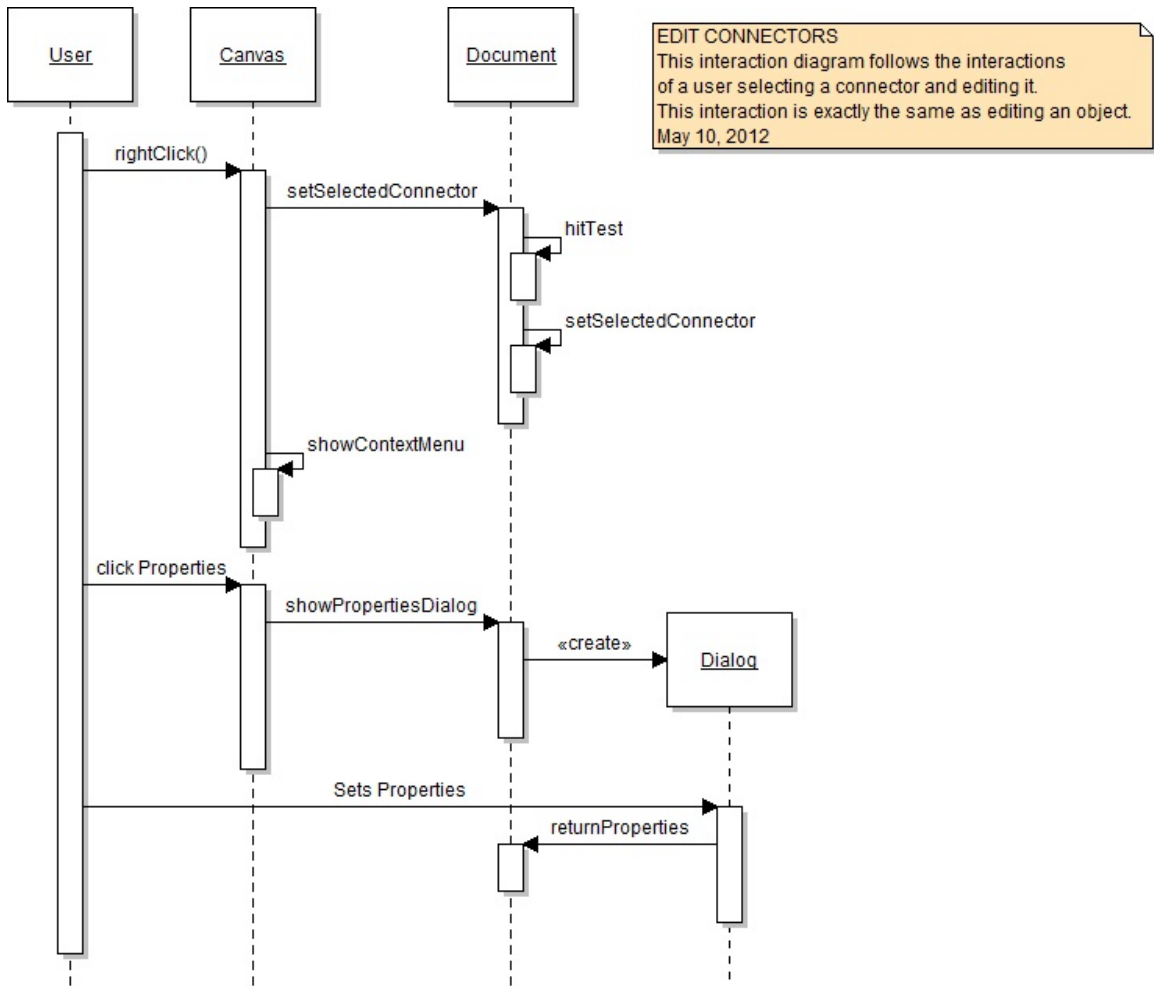 User
Canvas
Document
EDIT CONNECTORS
This interaction diagram follows the interactions
of a user selecting a connector and editing it.
This interaction is exactly the same as editing an object.
May 10, 2012
rightClick()
setSelectedConnector
hitTest
setSelectedConnector
showContextMenu
click Properties
showPropertiesDialog
«create»
Dialog
Sets Properties
returnProperties